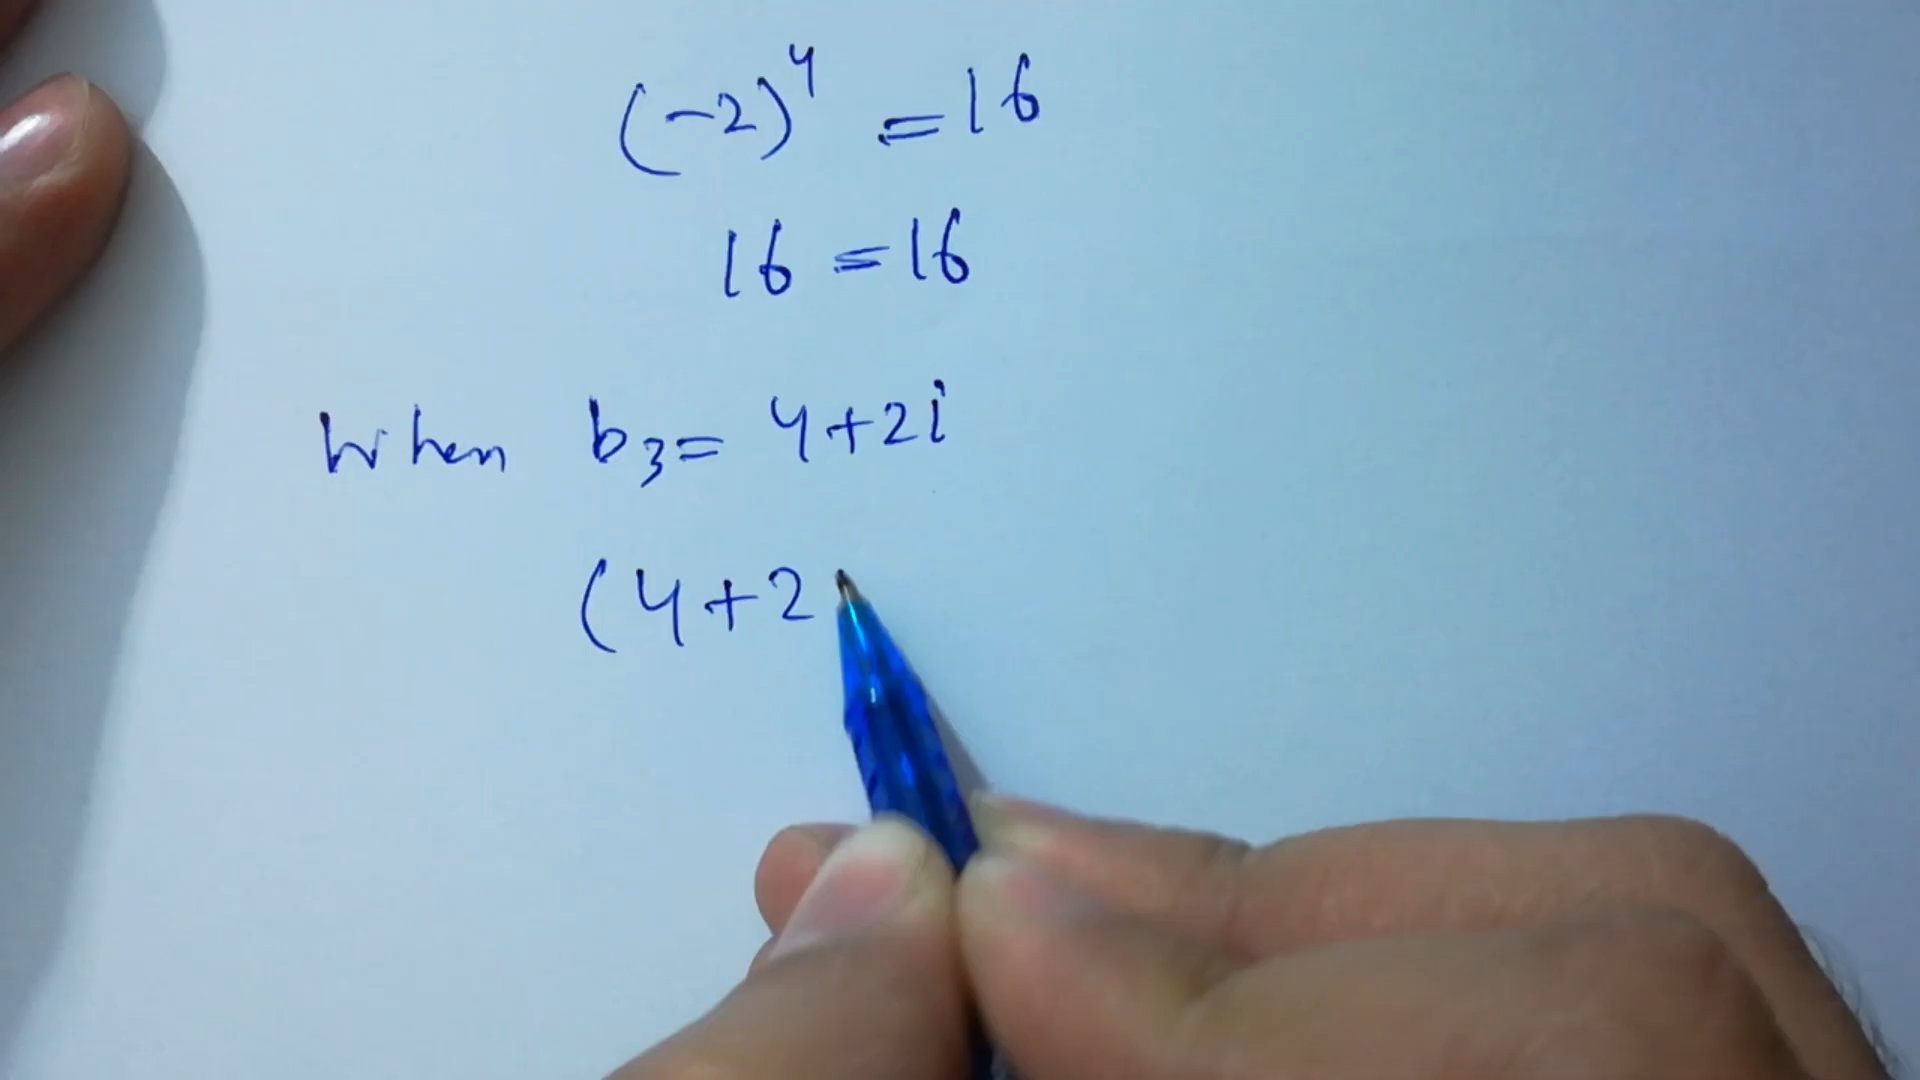 (-2)⁴ = 16
16 = 16
When b₃ = 4+2i
(4+2